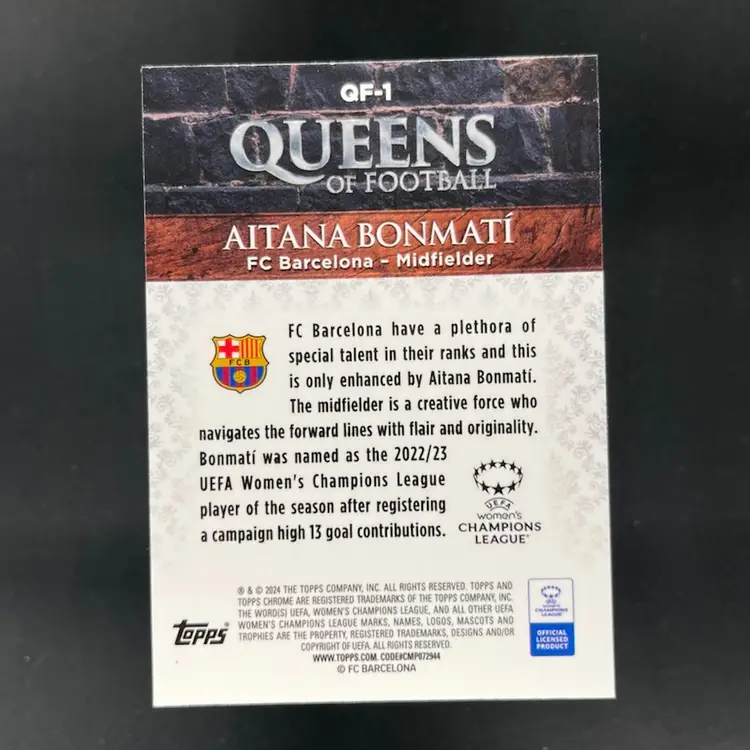 QF-1
QUEENS
OF FOOTBALL
AITANA BONMATÍ
FC Barcelona – Midfielder
FCB
FC Barcelona have a plethora of
special talent in their ranks and this
is only enhanced by Aitana Bonmatí.
The midfielder is a creative force who
navigates the forward lines with flair and originality.
Bonmatí was named as the 2022/23
UEFA Women's Champions League
player of the season after registering
a campaign high 13 goal contributions.
UEFA
women's
CHAMPIONS
LEAGUE®
topps®
® & © 2024 THE TOPPS COMPANY, INC. ALL RIGHTS RESERVED. TOPPS AND
TOPPS CHROME ARE REGISTERED TRADEMARKS OF THE TOPPS COMPANY, INC.
THE WORD(S) UEFA, WOMEN'S CHAMPIONS LEAGUE, AND ALL OTHER UEFA
WOMEN'S CHAMPIONS LEAGUE MARKS, NAMES, LOGOS, MASCOTS AND
TROPHIES ARE THE PROPERTY, REGISTERED TRADEMARKS, DESIGNS AND/OR
COPYRIGHT OF UEFA. ALL RIGHTS RESERVED.
WWW.TOPPS.COM. CODE#CMP072944
© FC BARCELONA
CHAMPIONS
LEAGUE
OFFICIAL
LICENSED
PRODUCT